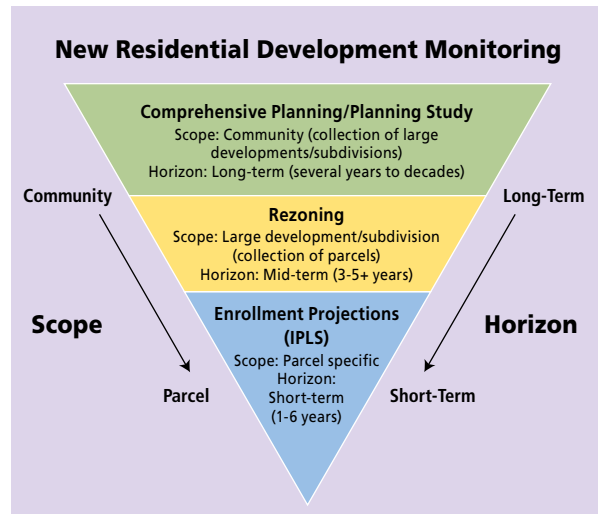 New Residential Development Monitoring
Comprehensive Planning/Planning Study
Scope: Community (collection of large
developments/subdivisions)
Horizon: Long-term (several years to decades)
Community
Long-Term
Rezoning
Scope: Large development/subdivision
(collection of parcels)
Horizon: Mid-term (3-5+ years)
Scope
Horizon
Enrollment Projections
(IPLS)
Scope: Parcel specific
Horizon:
Short-term
(1-6 years)
Parcel
Short-Term